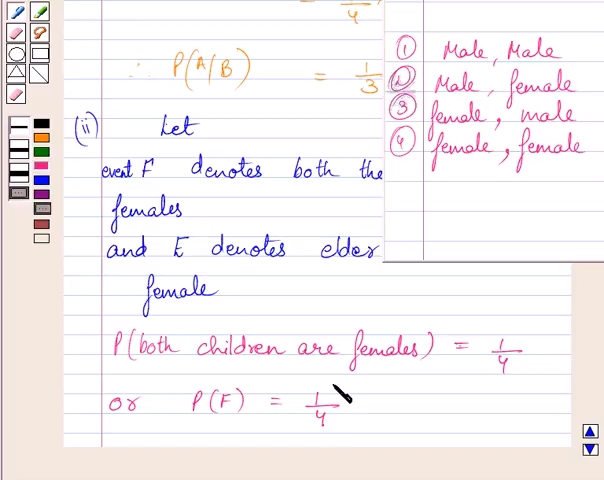 4
∴ P(A/B) = 1/3
(ii) Let
event F denotes both the
females
and E denotes elder
female
P(both children are females) = 1/4
or P(F) = 1/4
① Male, Male
② Male, female
③ female, male
④ female, female